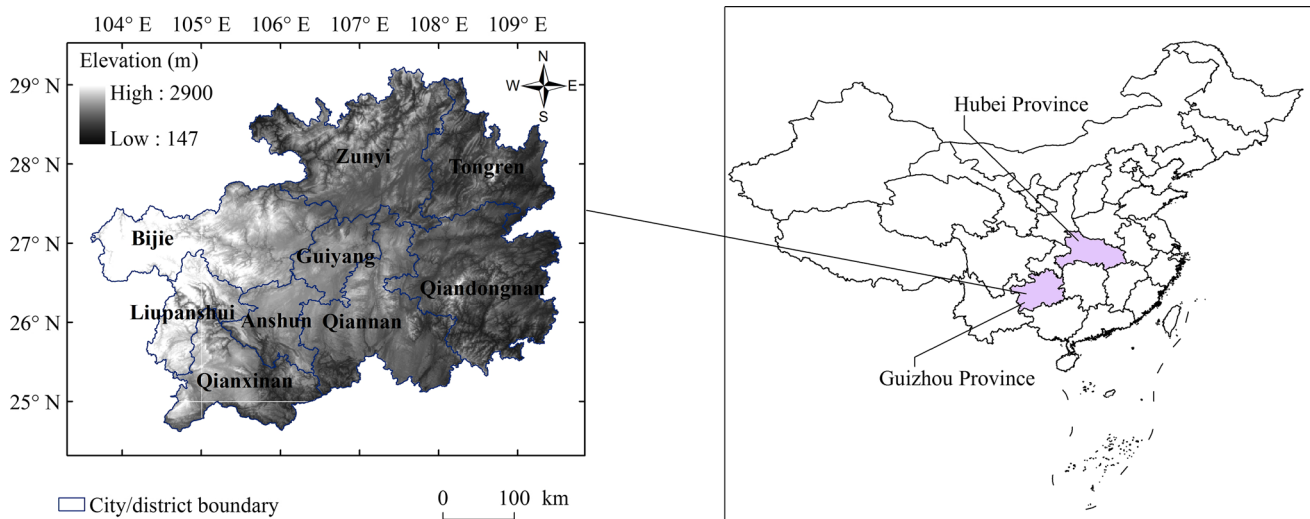 104° E 105° E 106° E 107° E 108° E 109° E
29° N
28° N
27° N
26° N
25° N
Elevation (m)
High : 2900
Low : 147
N
W E
S
Zunyi
Tongren
Bijie
Guiyang
Qiandongnan
Liupanshui
Anshun
Qiannan
Qianxinan
City/district boundary
0 100 km
Hubei Province
Guizhou Province